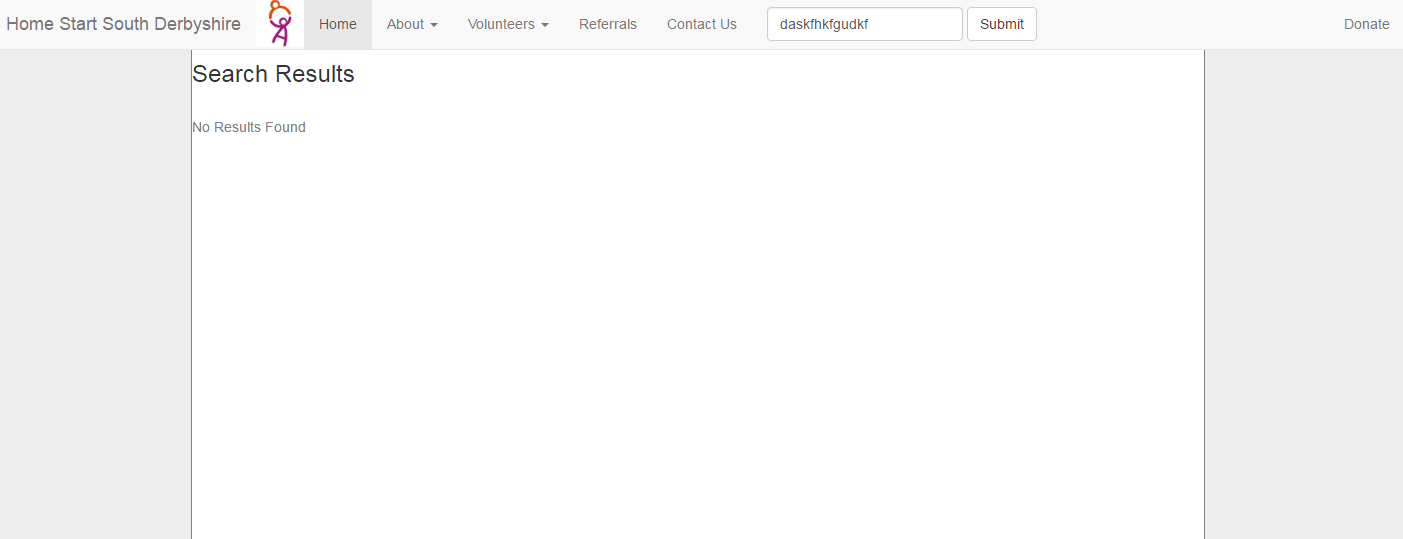 Home Start South Derbyshire Home About Volunteers Referrals Contact Us daskfhkfgudkf Submit Donate
Search Results
No Results Found